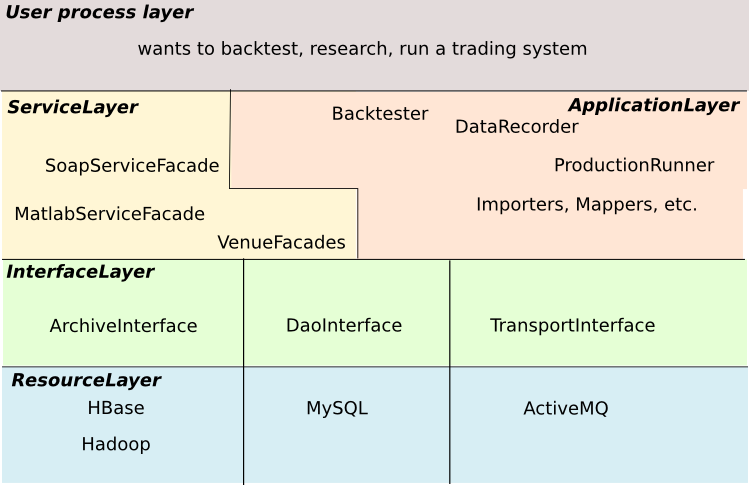 User process layer
wants to backtest, research, run a trading system
ServiceLayer
ApplicationLayer
Backtester
DataRecorder
SoapServiceFacade
ProductionRunner
MatlabServiceFacade
Importers, Mappers, etc.
VenueFacades
InterfaceLayer
ArchiveInterface
DaoInterface
TransportInterface
ResourceLayer
HBase
MySQL
ActiveMQ
Hadoop